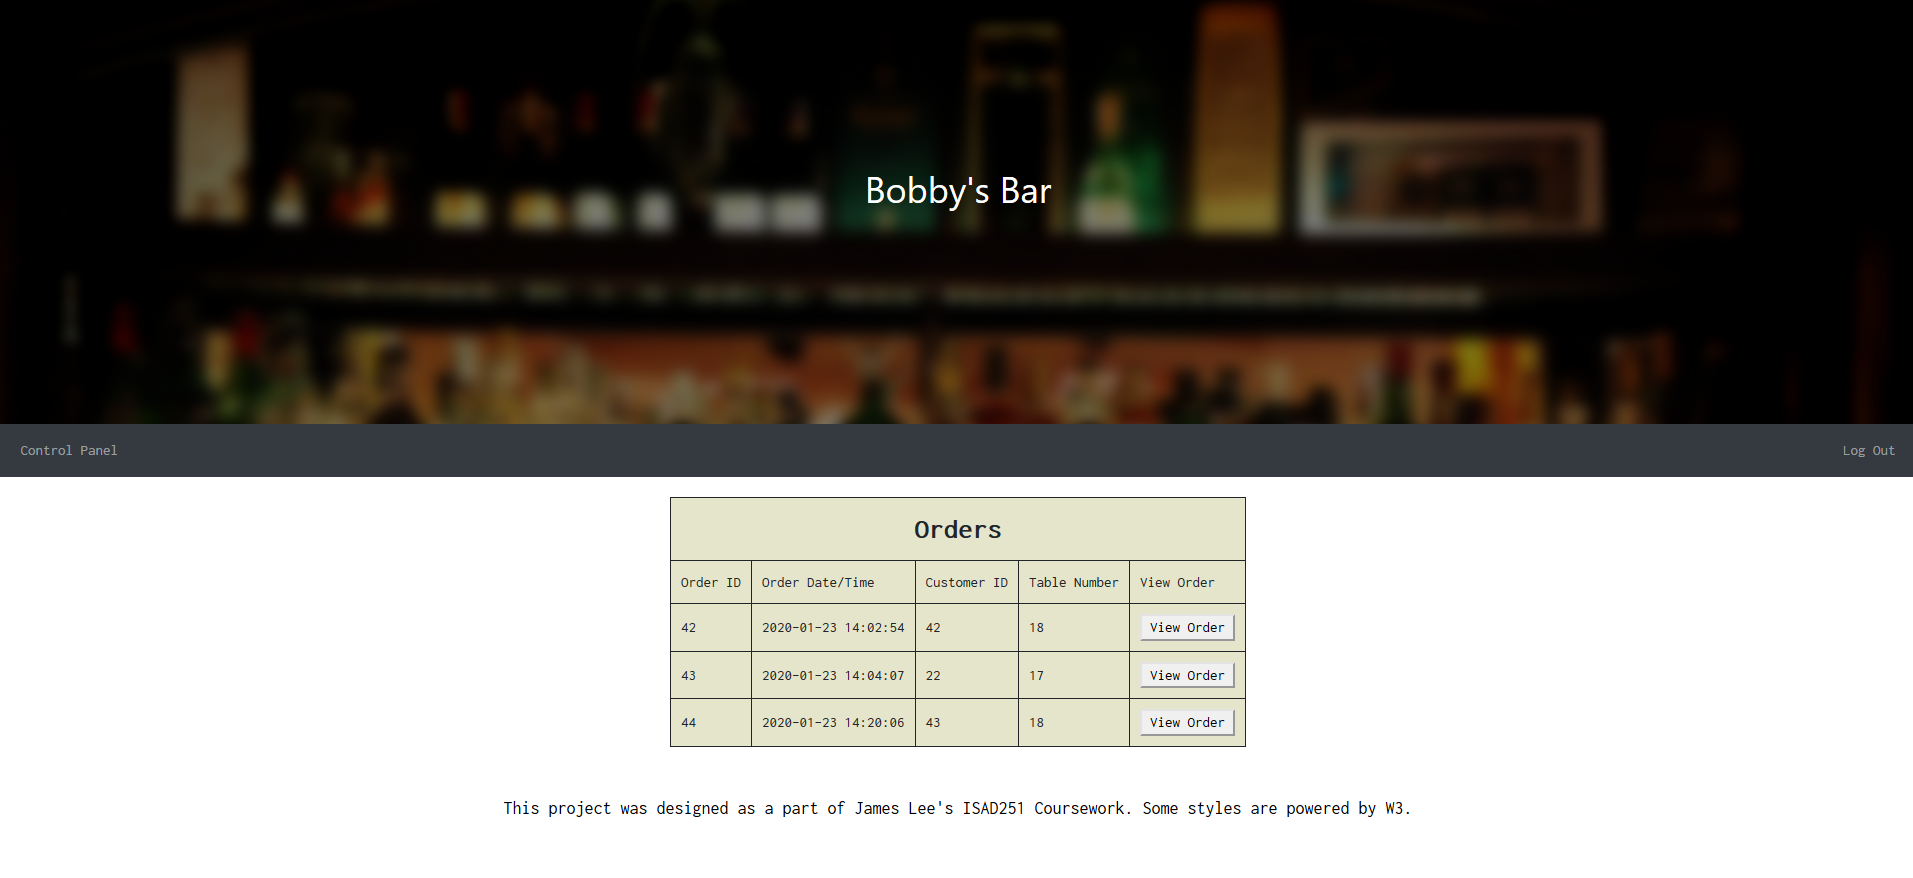 Bobby's Bar
Control Panel Log Out
Orders
Order ID Order Date/Time Customer ID Table Number View Order
42 2020-01-23 14:02:54 42 18 View Order
43 2020-01-23 14:04:07 22 17 View Order
44 2020-01-23 14:20:06 43 18 View Order
This project was designed as a part of James Lee's ISAD251 Coursework. Some styles are powered by W3.